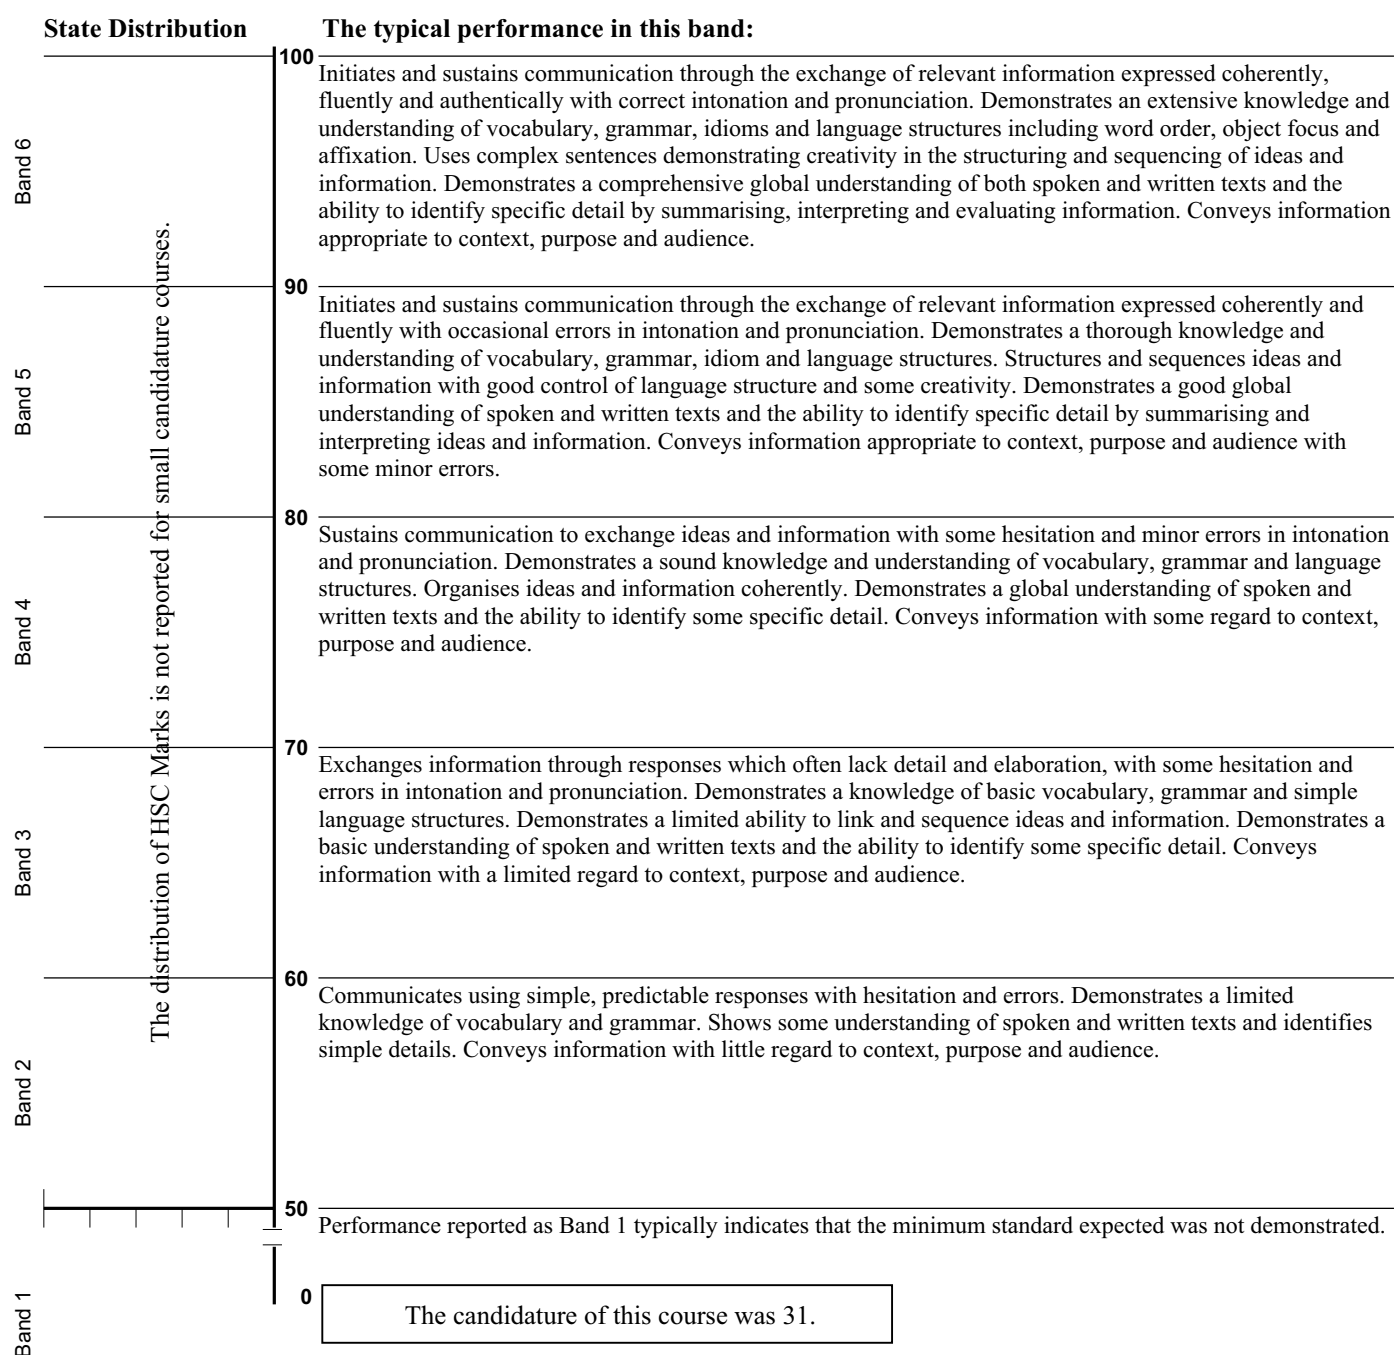 State Distribution
The typical performance in this band:
100
Initiates and sustains communication through the exchange of relevant information expressed coherently,
fluently and authentically with correct intonation and pronunciation. Demonstrates an extensive knowledge and
understanding of vocabulary, grammar, idioms and language structures including word order, object focus and
affixation. Uses complex sentences demonstrating creativity in the structuring and sequencing of ideas and
information. Demonstrates a comprehensive global understanding of both spoken and written texts and the
ability to identify specific detail by summarising, interpreting and evaluating information. Conveys information
appropriate to context, purpose and audience.
Band 6
90
Initiates and sustains communication through the exchange of relevant information expressed coherently and
fluently with occasional errors in intonation and pronunciation. Demonstrates a thorough knowledge and
understanding of vocabulary, grammar, idiom and language structures. Structures and sequences ideas and
information with good control of language structure and some creativity. Demonstrates a good global
understanding of spoken and written texts and the ability to identify specific detail by summarising and
interpreting ideas and information. Conveys information appropriate to context, purpose and audience with
some minor errors.
Band 5
80
Sustains communication to exchange ideas and information with some hesitation and minor errors in intonation
and pronunciation. Demonstrates a sound knowledge and understanding of vocabulary, grammar and language
structures. Organises ideas and information coherently. Demonstrates a global understanding of spoken and
written texts and the ability to identify some specific detail. Conveys information with some regard to context,
purpose and audience.
Band 4
The distribution of HSC Marks is not reported for small candidature courses.
70
Exchanges information through responses which often lack detail and elaboration, with some hesitation and
errors in intonation and pronunciation. Demonstrates a knowledge of basic vocabulary, grammar and simple
language structures. Demonstrates a limited ability to link and sequence ideas and information. Demonstrates a
basic understanding of spoken and written texts and the ability to identify some specific detail. Conveys
information with a limited regard to context, purpose and audience.
Band 3
60
Communicates using simple, predictable responses with hesitation and errors. Demonstrates a limited
knowledge of vocabulary and grammar. Shows some understanding of spoken and written texts and identifies
simple details. Conveys information with little regard to context, purpose and audience.
Band 2
50
Performance reported as Band 1 typically indicates that the minimum standard expected was not demonstrated.
0
Band 1
The candidature of this course was 31.